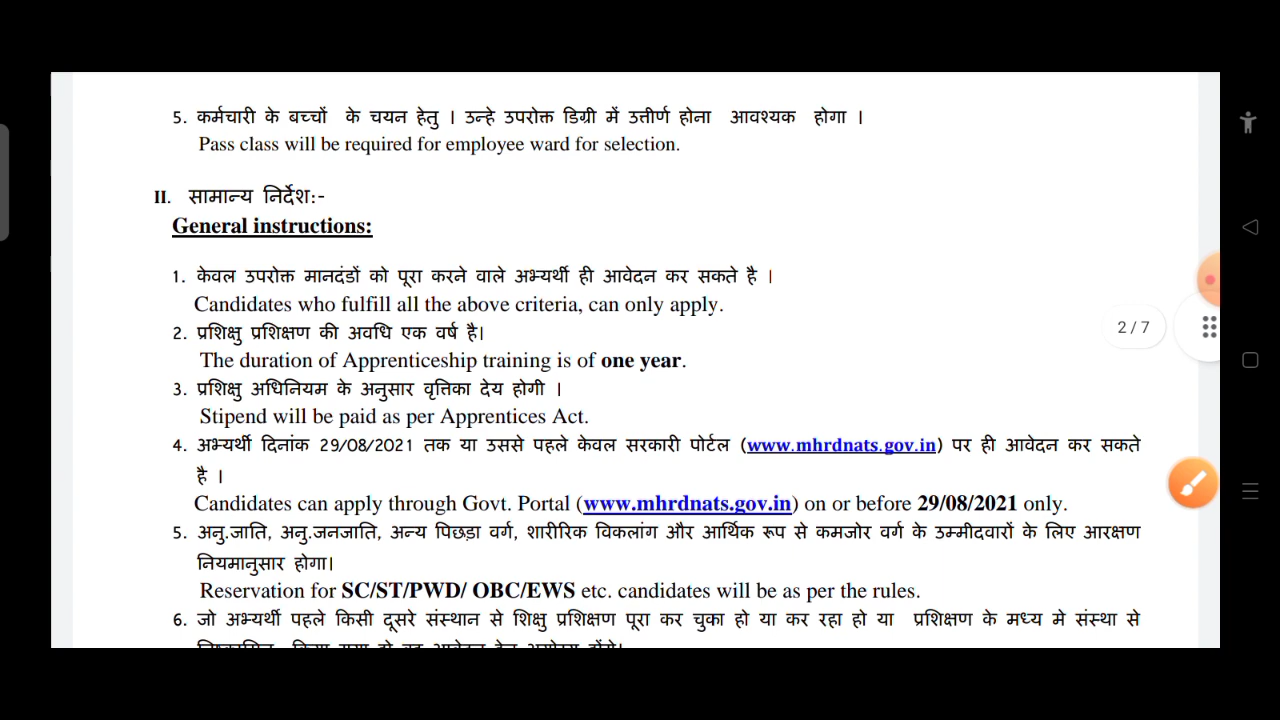 5. कर्मचारी के बच्चों के चयन हेतु । उन्हे उपरोक्त डिग्री में उत्तीर्ण होना आवश्यक होगा ।
Pass class will be required for employee ward for selection.
II. सामान्य निर्देश:-
General instructions:
1. केवल उपरोक्त मानदंडों को पूरा करने वाले अभ्यर्थी ही आवेदन कर सकते है ।
Candidates who fulfill all the above criteria, can only apply.
2. प्रशिक्षु प्रशिक्षण की अवधि एक वर्ष है।
The duration of Apprenticeship training is of one year.
3. प्रशिक्षु अधिनियम के अनुसार वृत्तिका देय होगी ।
Stipend will be paid as per Apprentices Act.
4. अभ्यर्थी दिनांक 29/08/2021 तक या उससे पहले केवल सरकारी पोर्टल (www.mhrdnats.gov.in) पर ही आवेदन कर सकते
है ।
Candidates can apply through Govt. Portal (www.mhrdnats.gov.in) on or before 29/08/2021 only.
5. अनु.जाति, अनु.जनजाति, अन्य पिछड़ा वर्ग, शारीरिक विकलांग और आर्थिक रूप से कमजोर वर्ग के उम्मीदवारों के लिए आरक्षण
नियमानुसार होगा।
Reservation for SC/ST/PWD/ OBC/EWS etc. candidates will be as per the rules.
6. जो अभ्यर्थी पहले किसी दूसरे संस्थान से शिक्षु प्रशिक्षण पूरा कर चुका हो या कर रहा हो या प्रशिक्षण के मध्य मे संस्था से
2 / 7